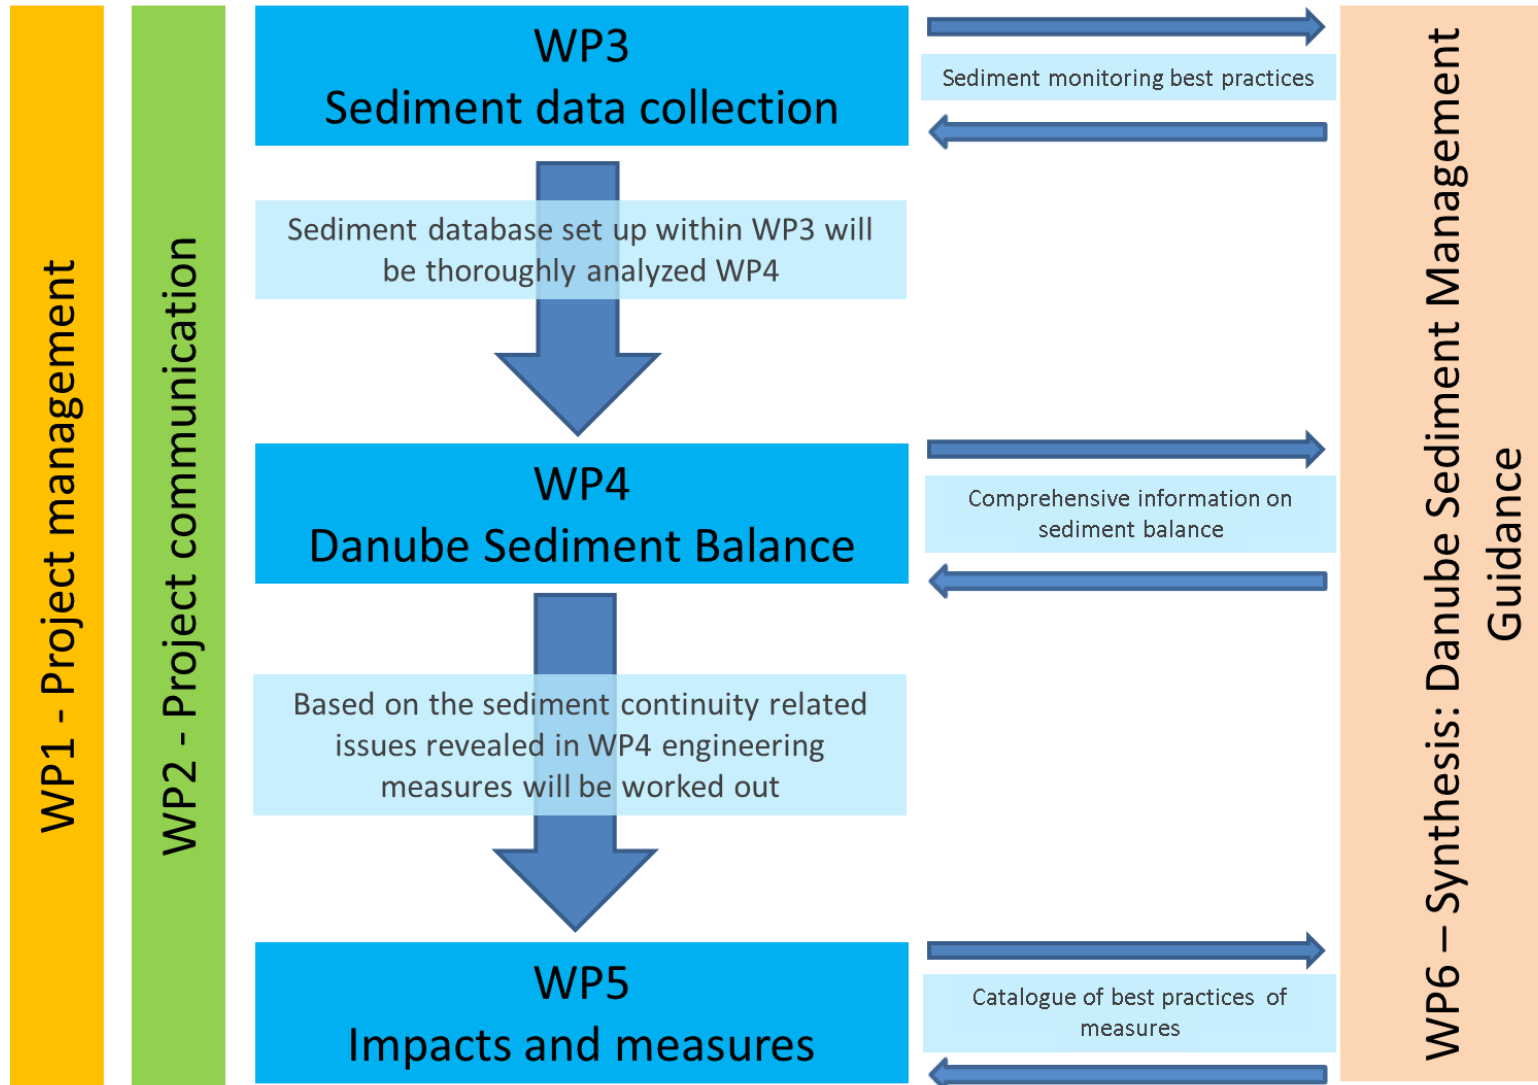 WP1 - Project management
WP2 - Project communication
WP3
Sediment data collection
Sediment monitoring best practices
Sediment database set up within WP3 will
be thoroughly analyzed WP4
WP4
Danube Sediment Balance
Comprehensive information on
sediment balance
Based on the sediment continuity related
issues revealed in WP4 engineering
measures will be worked out
WP5
Impacts and measures
Catalogue of best practices of
measures
WP6 – Synthesis: Danube Sediment Management
Guidance